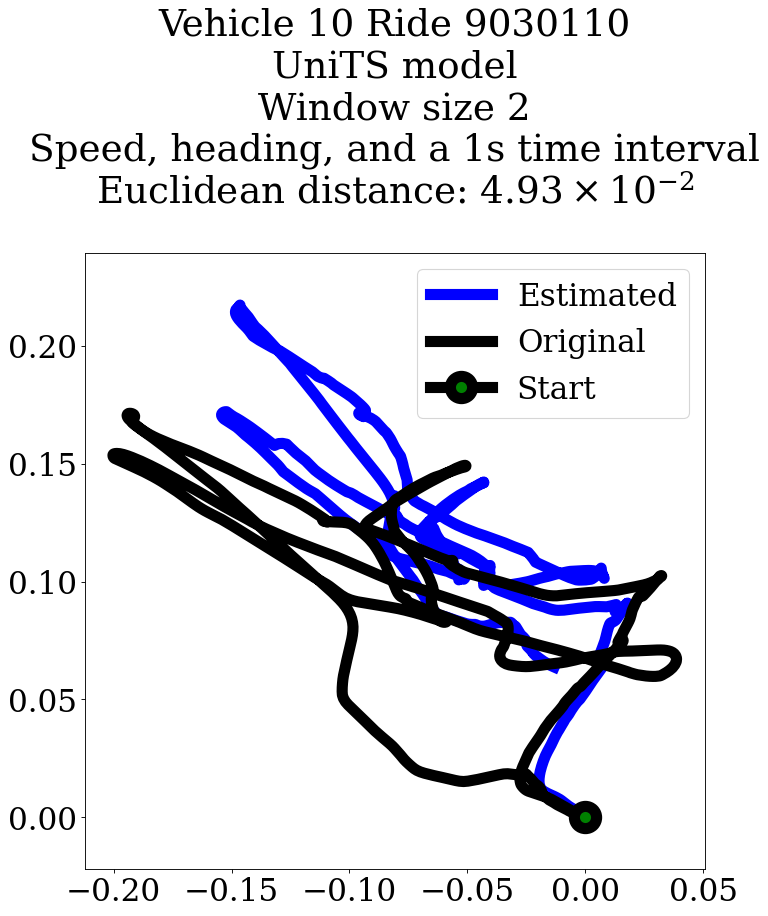 Vehicle 10 Ride 9030110
UniTS model
Window size 2
Speed, heading, and a 1s time interval
Euclidean distance: 4.93 × 10⁻²
Estimated
Original
Start
0.20
0.15
0.10
0.05
0.00
−0.20 −0.15 −0.10 −0.05 0.00 0.05